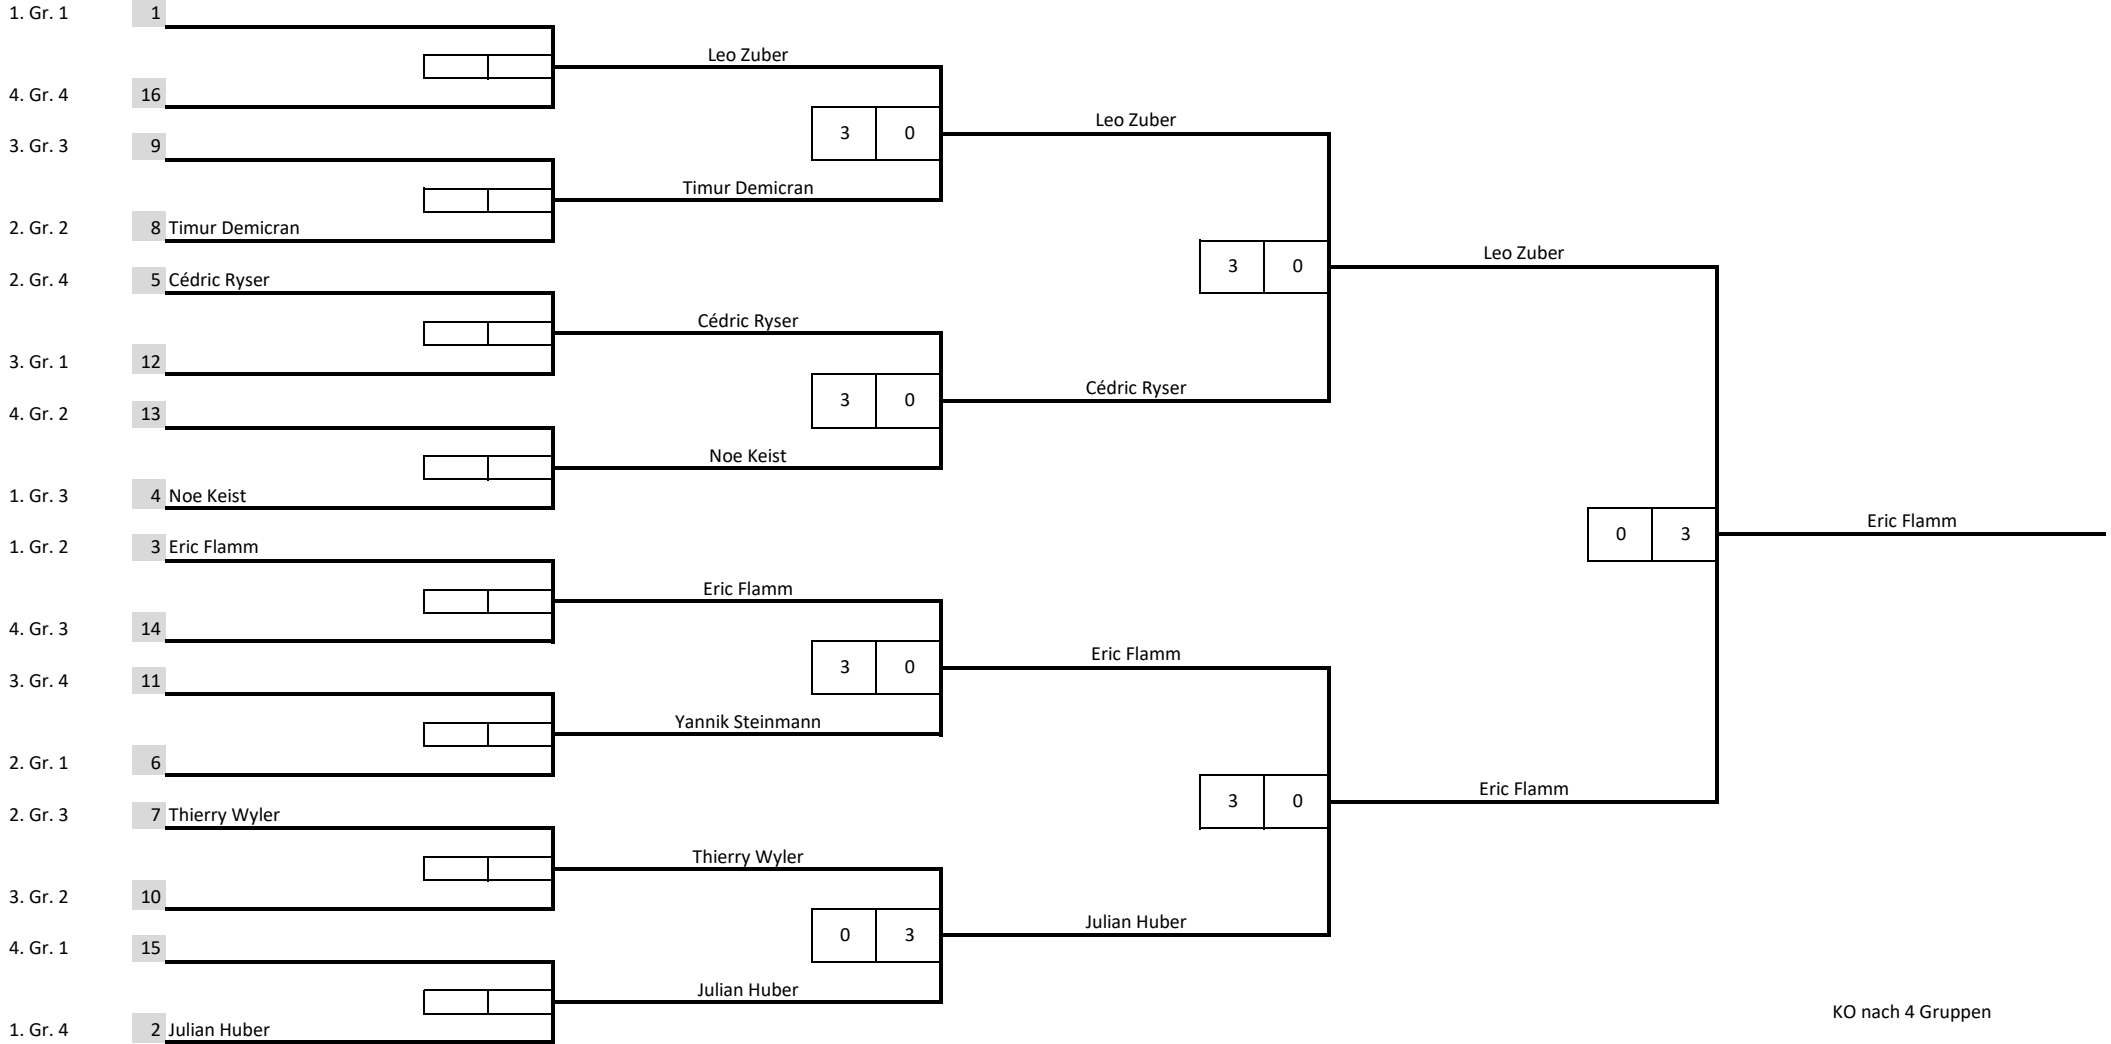 1. Gr. 1 1
Leo Zuber
4. Gr. 4 16
3 0
Leo Zuber
3. Gr. 3 9
Timur Demicran
2. Gr. 2 8 Timur Demicran
3 0
Leo Zuber
2. Gr. 4 5 Cédric Ryser
Cédric Ryser
3. Gr. 1 12
3 0
Cédric Ryser
4. Gr. 2 13
Noe Keist
1. Gr. 3 4 Noe Keist
0 3
Eric Flamm
1. Gr. 2 3 Eric Flamm
Eric Flamm
4. Gr. 3 14
3 0
Eric Flamm
3. Gr. 4 11
Yannik Steinmann
2. Gr. 1 6
3 0
Eric Flamm
2. Gr. 3 7 Thierry Wyler
Thierry Wyler
3. Gr. 2 10
0 3
Julian Huber
4. Gr. 1 15
Julian Huber
1. Gr. 4 2 Julian Huber
KO nach 4 Gruppen